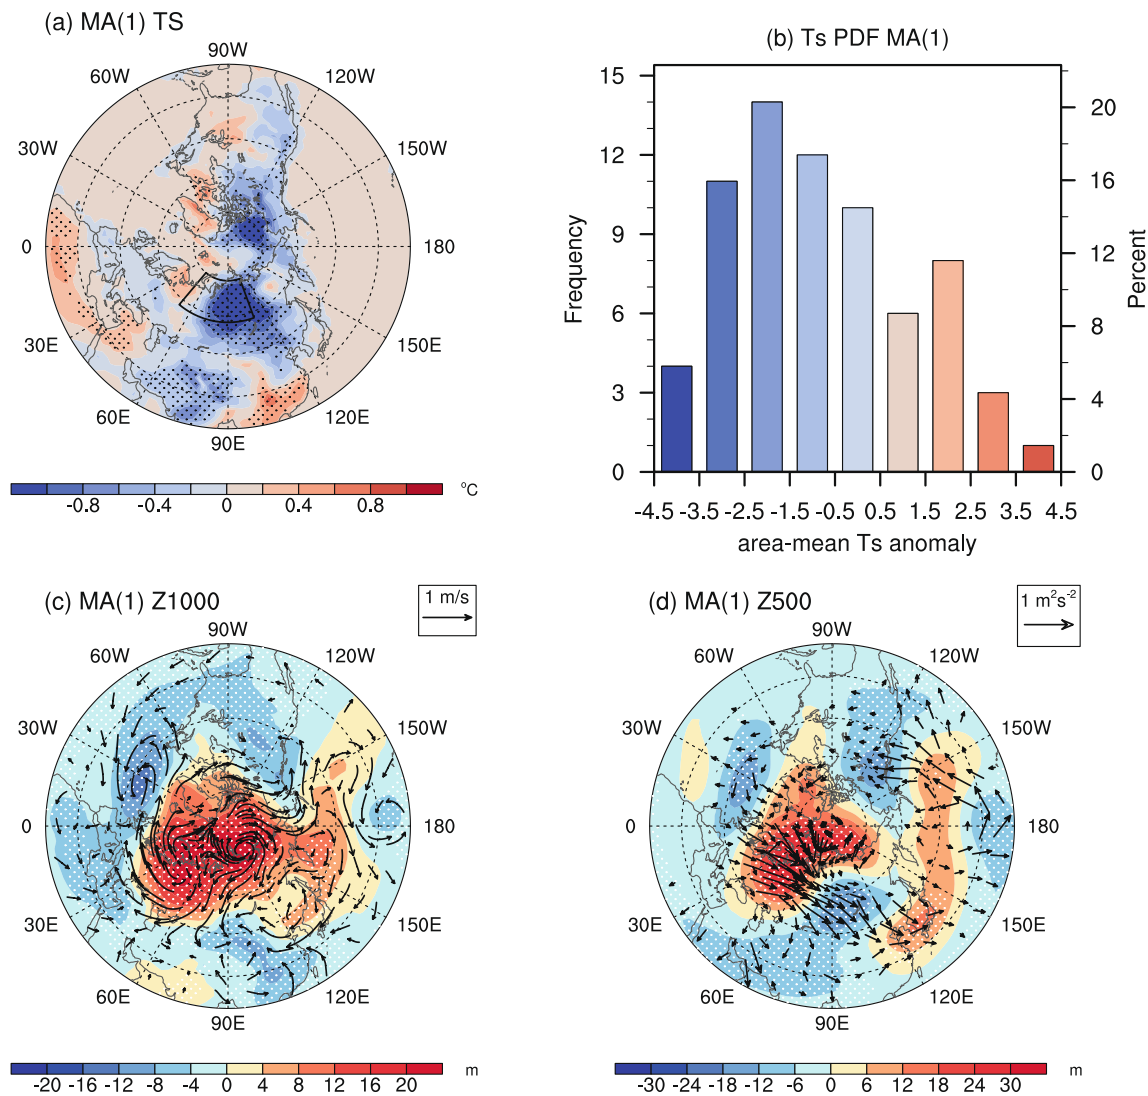 (a) MA(1) TS
90W
60W 120W
30W 150W
0 180
30E 150E
60E 120E
90E
-0.8 -0.4 0 0.4 0.8 °C
(b) Ts PDF MA(1)
Frequency
15
12
9
6
3
0
Percent
20
16
12
8
4
0
-4.5 -3.5 -2.5 -1.5 -0.5 0.5 1.5 2.5 3.5 4.5
area-mean Ts anomaly
(c) MA(1) Z1000
1 m/s
90W
60W 120W
30W 150W
0 180
30E 150E
60E 120E
90E
-20 -16 -12 -8 -4 0 4 8 12 16 20 m
(d) MA(1) Z500
1 m²s⁻²
90W
60W 120W
30W 150W
0 180
30E 150E
60E 120E
90E
-30 -24 -18 -12 -6 0 6 12 18 24 30 m